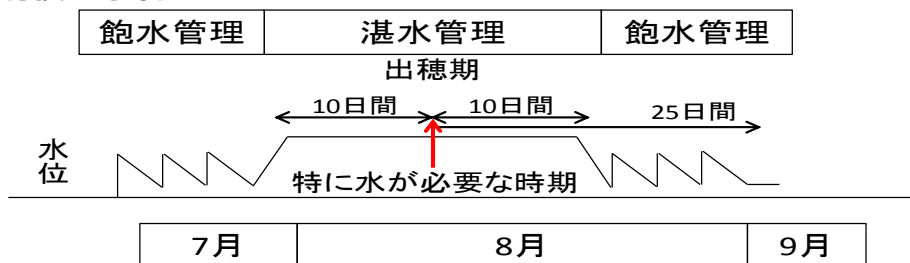 飽水管理 湛水管理 飽水管理
出穂期
10日間 10日間 25日間
水位
特に水が必要な時期
7月 8月 9月